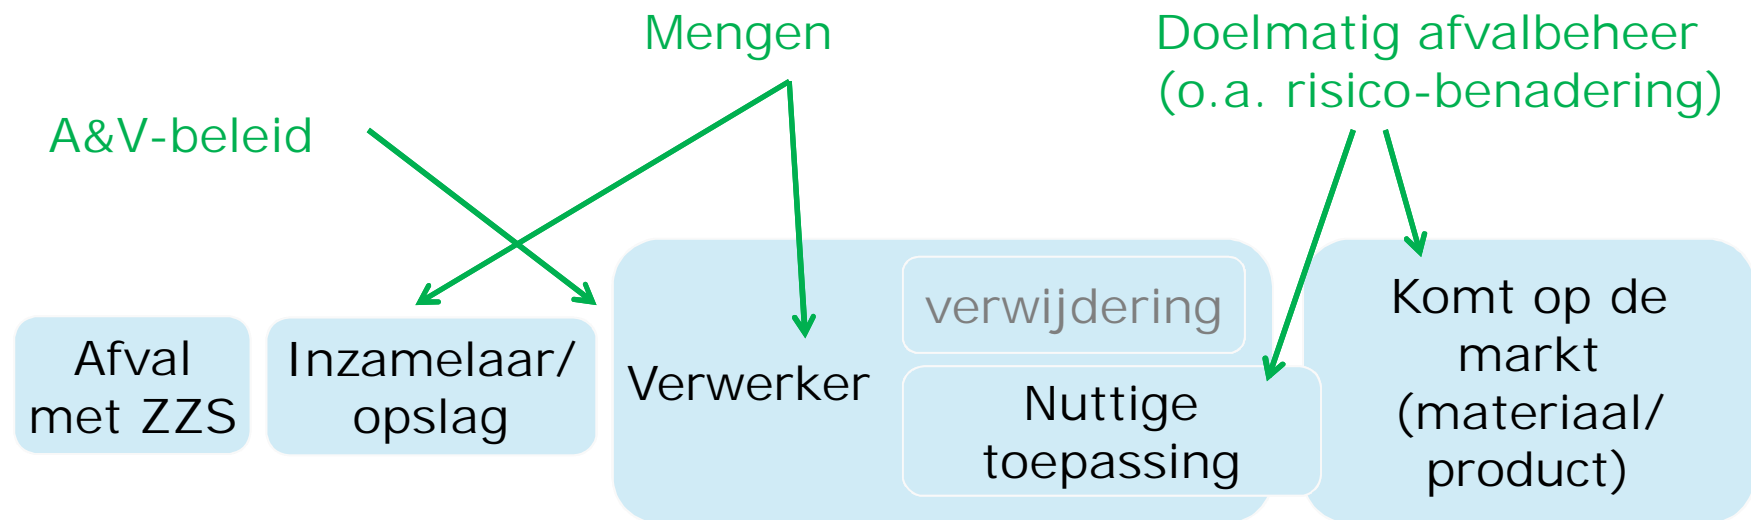 Mengen
Doelmatig afvalbeheer
(o.a. risico-benadering)
A&V-beleid
Afval
met ZZS
Inzamelaar/
opslag
Verwerker
verwijdering
Nuttige
toepassing
Komt op de
markt
(materiaal/
product)